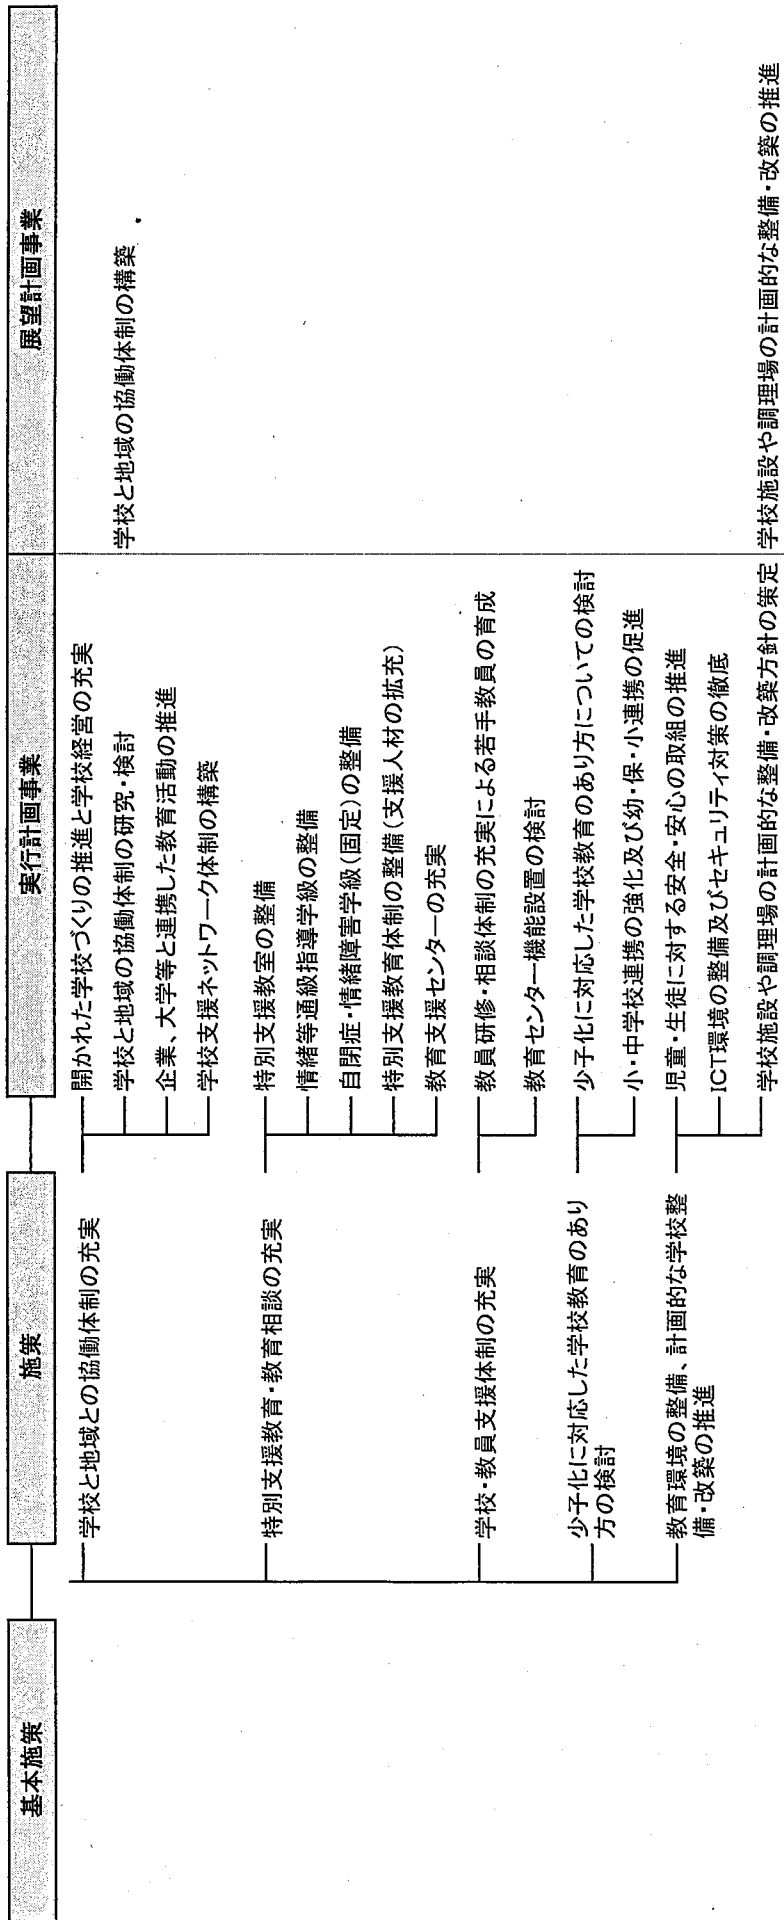 基本施策
施策
実行計画事業
展望計画事業
学校と地域との協働体制の充実
開かれた学校づくりの推進と学校経営の充実
学校と地域の協働体制の研究・検討
学校と地域の協働体制の構築
企業、大学等と連携した教育活動の推進
学校支援ネットワーク体制の構築
特別支援教育・教育相談の充実
特別支援教室の整備
情緒等通級指導学級の整備
自閉症・情緒障害学級(固定)の整備
特別支援教育体制の整備(支援人材の拡充)
教育支援センターの充実
学校・教員支援体制の充実
教員研修・相談体制の充実による若手教員の育成
教育センター機能設置の検討
少子化に対応した学校教育のあり
方の検討
少子化に対応した学校教育のあり方についての検討
小・中学校連携の強化及び幼・保・小連携の促進
教育環境の整備、計画的な学校整
備・改築の推進
児童・生徒に対する安全・安心の取組の推進
ICT環境の整備及びセキュリティ対策の徹底
学校施設や調理場の計画的な整備・改築方針の策定
学校施設や調理場の計画的な整備・改築の推進